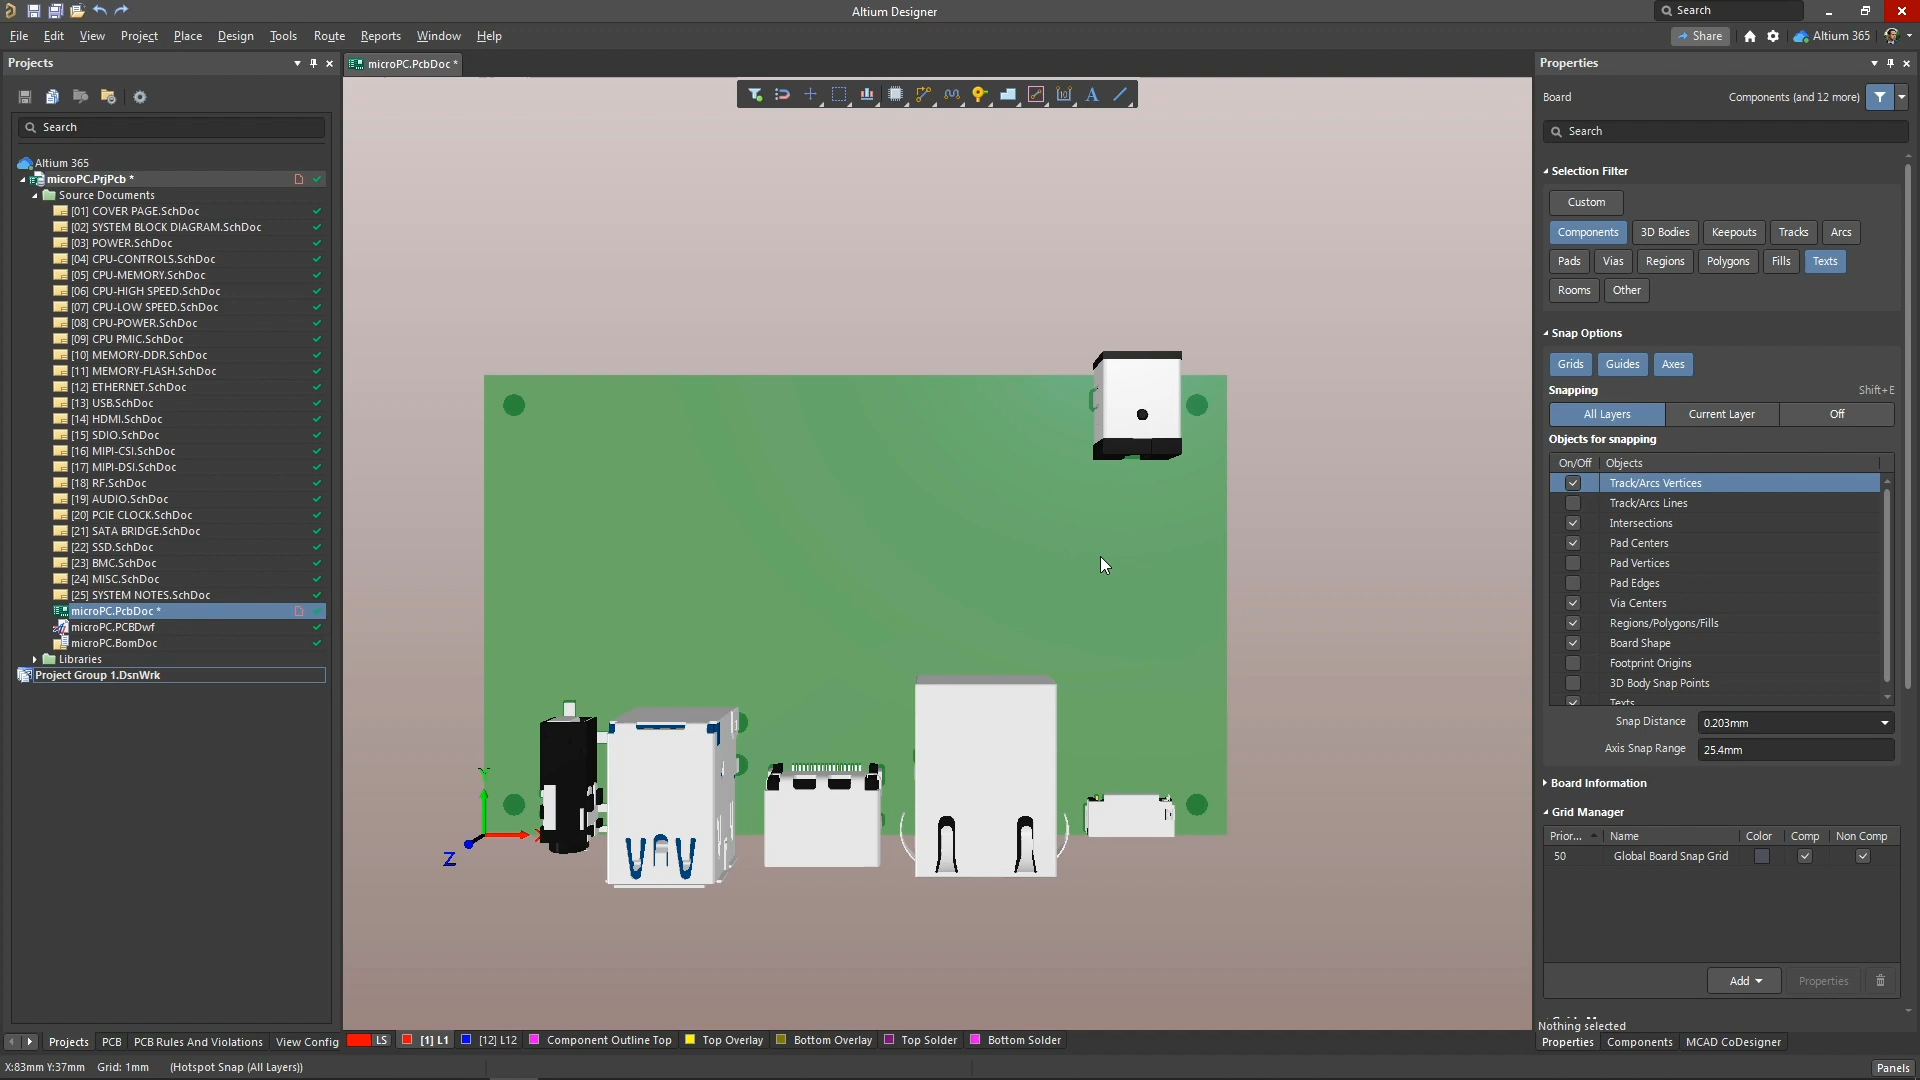 Altium Designer
Search
File Edit View Project Place Design Tools Route Reports Window Help
Share
Altium 365
Projects
microPC.PcbDoc *
Properties
Board
Components (and 12 more)
Search
Search
Altium 365
microPC.PrjPcb *
Source Documents
[01] COVER PAGE.SchDoc
[02] SYSTEM BLOCK DIAGRAM.SchDoc
[03] POWER.SchDoc
[04] CPU-CONTROLS.SchDoc
[05] CPU-MEMORY.SchDoc
[06] CPU-HIGH SPEED.SchDoc
[07] CPU-LOW SPEED.SchDoc
[08] CPU-POWER.SchDoc
[09] CPU PMIC.SchDoc
[10] MEMORY-DDR.SchDoc
[11] MEMORY-FLASH.SchDoc
[12] ETHERNET.SchDoc
[13] USB.SchDoc
[14] HDMI.SchDoc
[15] SDIO.SchDoc
[16] MIPI-CSI.SchDoc
[17] MIPI-DSI.SchDoc
[18] RF.SchDoc
[19] AUDIO.SchDoc
[20] PCIE CLOCK.SchDoc
[21] SATA BRIDGE.SchDoc
[22] SSD.SchDoc
[23] BMC.SchDoc
[24] MISC.SchDoc
[25] SYSTEM NOTES.SchDoc
microPC.PcbDoc *
microPC.PCBDwf
microPC.BomDoc
Libraries
Project Group 1.DsnWrk
Y
X
Z
Selection Filter
Custom
Components 3D Bodies Keepouts Tracks Arcs
Pads Vias Regions Polygons Fills Texts
Rooms Other
Snap Options
Grids Guides Axes
Snapping Shift+E
All Layers Current Layer Off
Objects for snapping
On/Off Objects
Track/Arcs Vertices
Track/Arcs Lines
Intersections
Pad Centers
Pad Vertices
Pad Edges
Via Centers
Regions/Polygons/Fills
Board Shape
Footprint Origins
3D Body Snap Points
Texts
Snap Distance 0.203mm
Axis Snap Range 25.4mm
Board Information
Grid Manager
Prior... Name Color Comp Non Comp
50 Global Board Snap Grid
Add Properties
Nothing selected
Projects PCB PCB Rules And Violations View Config
LS [1] L1 [12] L12 Component Outline Top Top Overlay Bottom Overlay Top Solder Bottom Solder
Properties Components MCAD CoDesigner
X:83mm Y:37mm Grid: 1mm (Hotspot Snap (All Layers))
Panels